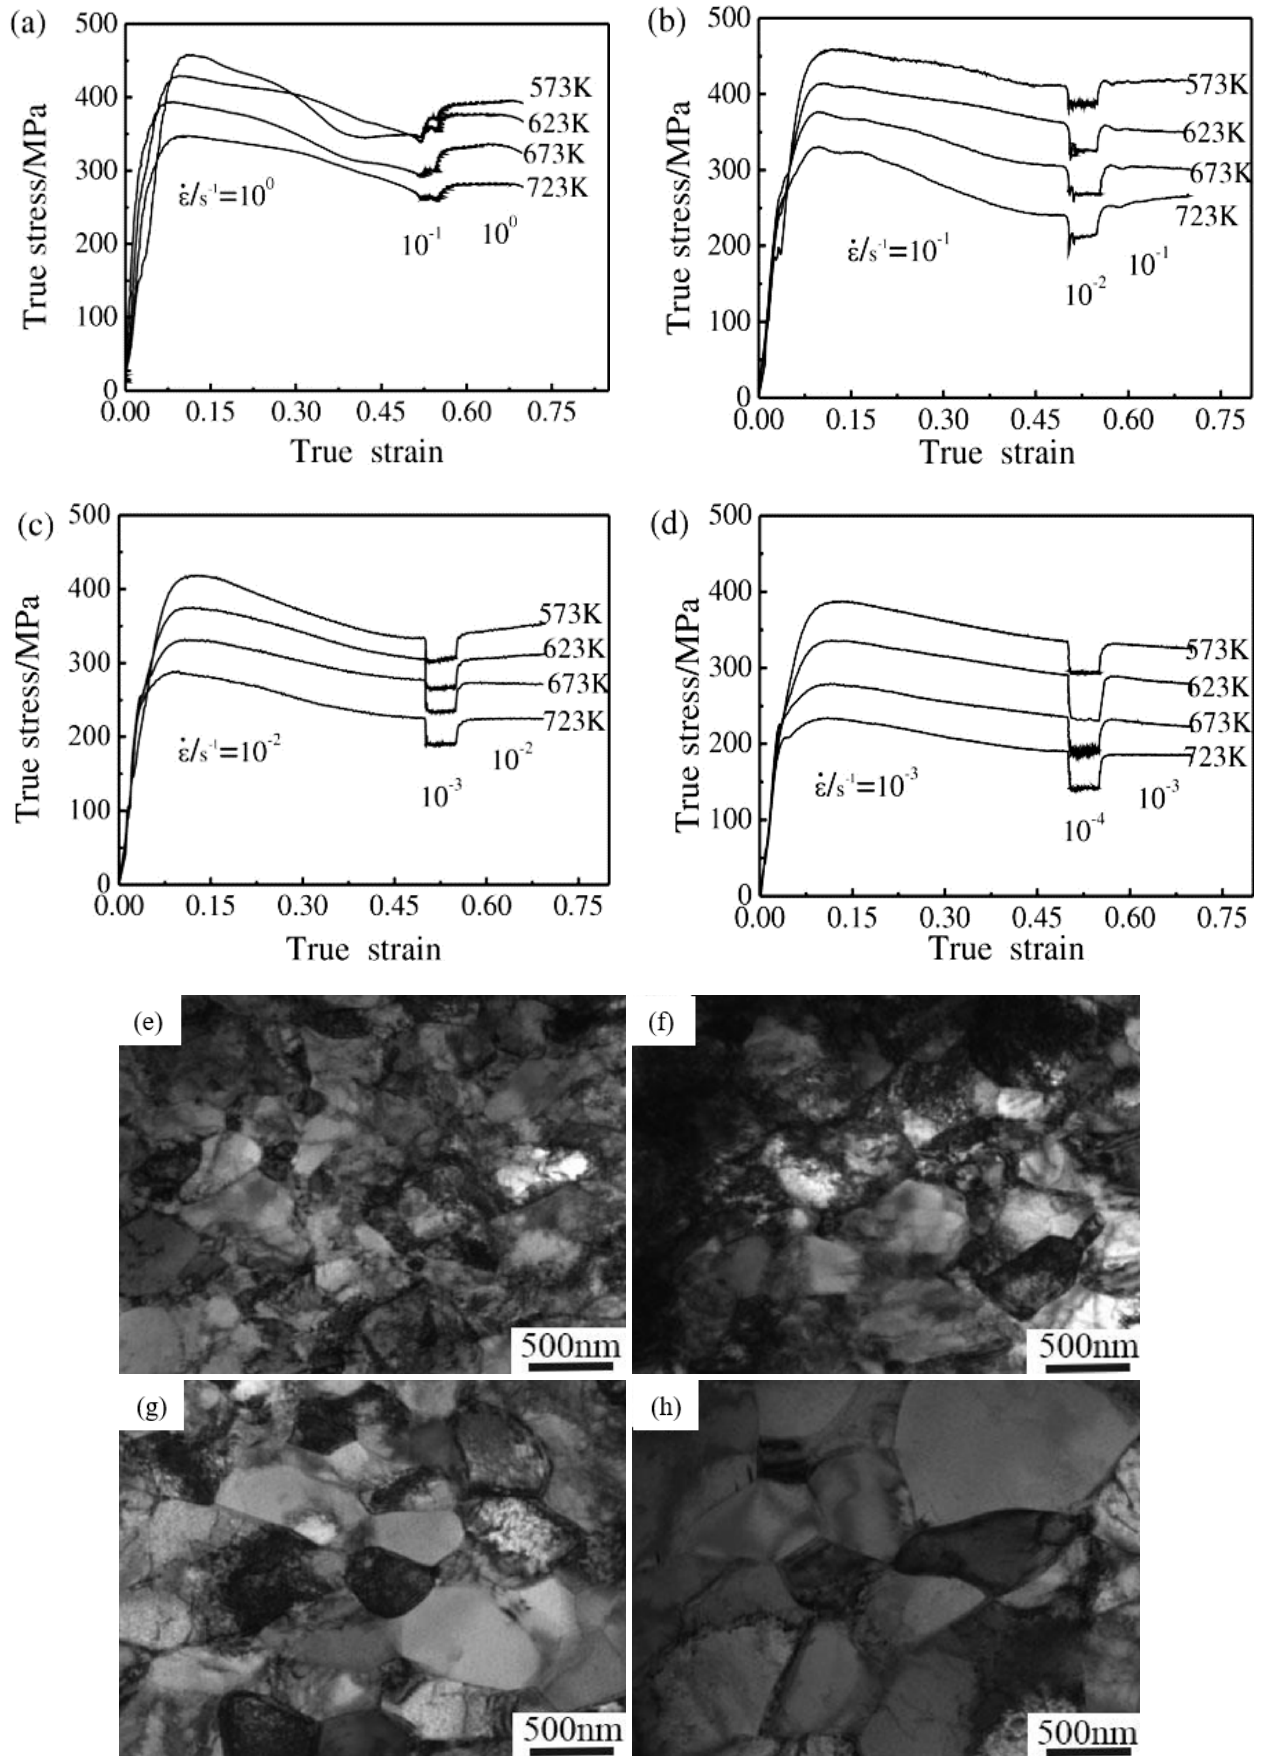 (a)
500
400
300
200
100
0
True stress/MPa
573K
623K
673K
723K
ε̇/s⁻¹=10⁰
10⁻¹
10⁰
0.00 0.15 0.30 0.45 0.60 0.75
True strain
(b)
500
400
300
200
100
0
True stress/MPa
573K
623K
673K
723K
ε̇/s⁻¹=10⁻¹
10⁻²
10⁻¹
0.00 0.15 0.30 0.45 0.60 0.75
True strain
(c)
500
400
300
200
100
0
True stress/MPa
573K
623K
673K
723K
ε̇/s⁻¹=10⁻²
10⁻³
10⁻²
0.00 0.15 0.30 0.45 0.60 0.75
True strain
(d)
500
400
300
200
100
0
True stress/MPa
573K
623K
673K
723K
ε̇/s⁻¹=10⁻³
10⁻⁴
10⁻³
0.00 0.15 0.30 0.45 0.60 0.75
True strain
(e)
500nm
(f)
500nm
(g)
500nm
(h)
500nm